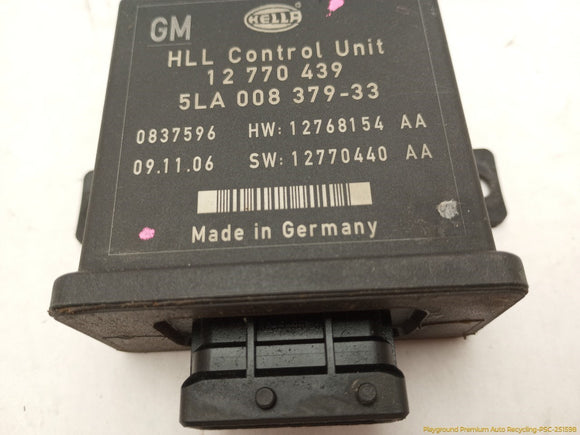 GM HELLA
HLL Control Unit
12 770 439
5LA 008 379-33
0837596 HW: 12768154 AA
09.11.06 SW: 12770440 AA
Made in Germany
Playground Premium Auto Recycling-PSC-251598